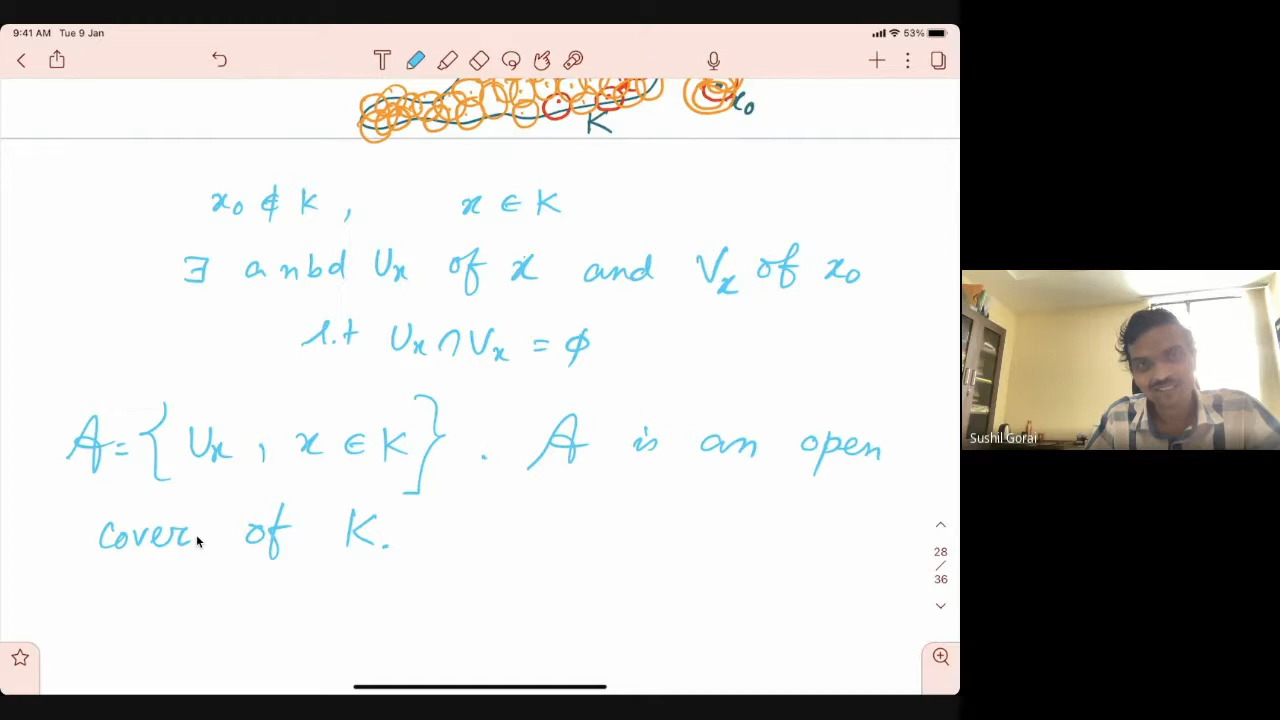 9:41 AM Tue 9 Jan
53%
T
K
x₀
x₀ ∉ K , x ∈ K
∃ a nbd Uₓ of x and Vₓ of x₀
s.t Uₓ ∩ Vₓ = φ
A = { Uₓ , x ∈ K } . A is an open
cover of K.
28
/
36
Sushil Gorai